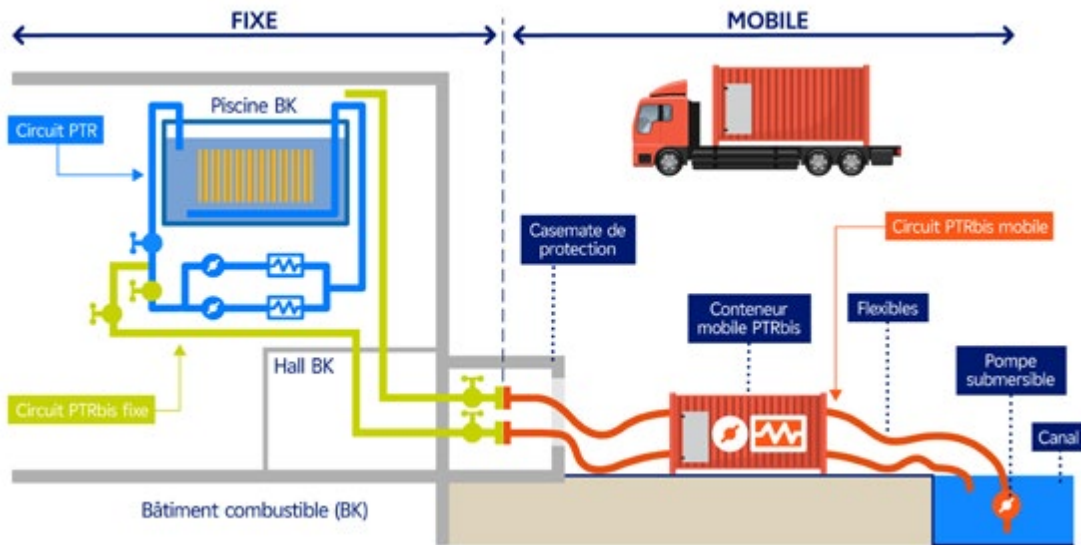 FIXE
MOBILE
Piscine BK
Circuit PTR
Casemate de
protection
Circuit PTRbis mobile
Conteneur
mobile PTRbis
Flexibles
Hall BK
Pompe
submersible
Circuit PTRbis fixe
Canal
Bâtiment combustible (BK)